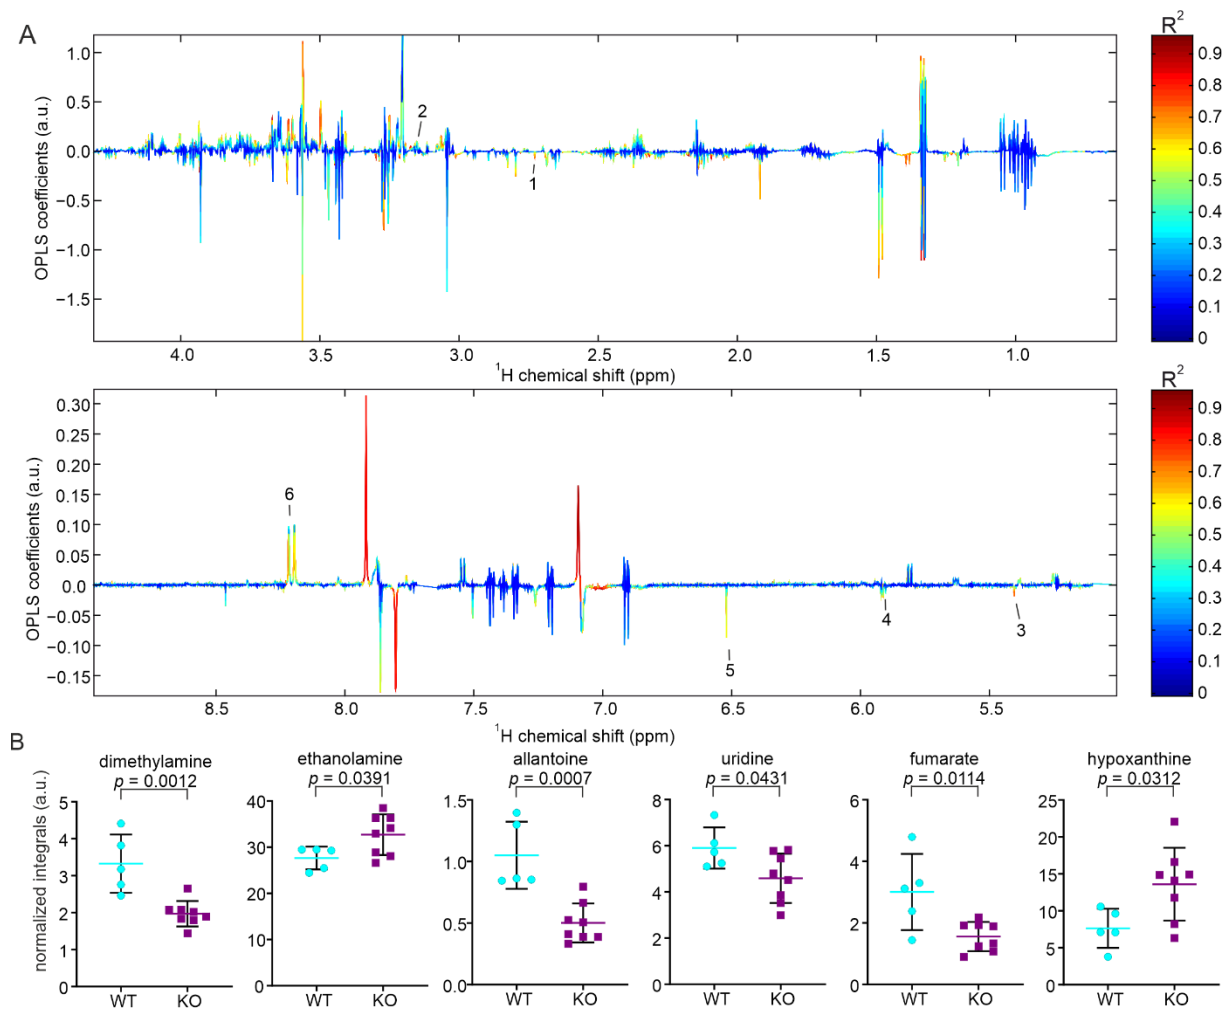 A
R²
OPLS coefficients (a.u.)
1.0
0.5
0.0
−0.5
−1.0
−1.5
2
1
4.0 3.5 3.0 2.5 2.0 1.5 1.0
¹H chemical shift (ppm)
0.9
0.8
0.7
0.6
0.5
0.4
0.3
0.2
0.1
0
R²
OPLS coefficients (a.u.)
0.30
0.25
0.20
0.15
0.10
0.05
0.0
−0.05
−0.10
−0.15
6
5
4
3
8.5 8.0 7.5 7.0 6.5 6.0 5.5
¹H chemical shift (ppm)
0.9
0.8
0.7
0.6
0.5
0.4
0.3
0.2
0.1
0
B
normalized integrals (a.u.)
dimethylamine
p = 0.0012
5
4
3
2
1
0
WT KO
ethanolamine
p = 0.0391
40
30
20
10
0
WT KO
allantoine
p = 0.0007
1.5
1.0
0.5
0.0
WT KO
uridine
p = 0.0431
8
6
4
2
0
WT KO
fumarate
p = 0.0114
6
4
2
0
WT KO
hypoxanthine
p = 0.0312
25
20
15
10
5
0
WT KO